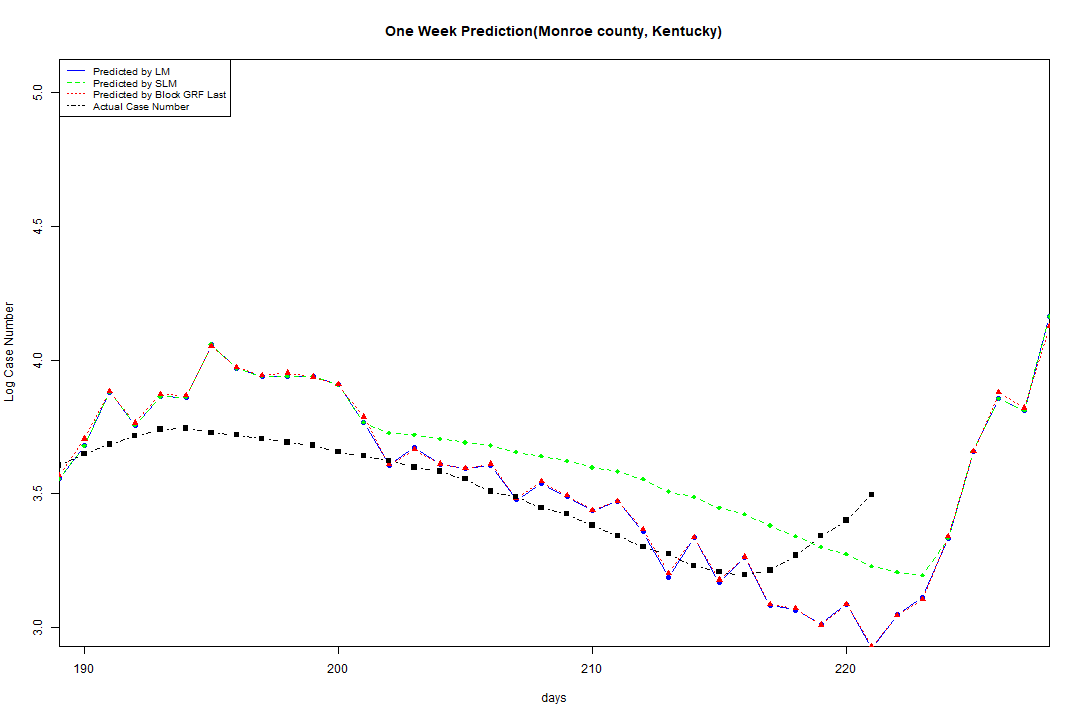 One Week Prediction(Monroe county, Kentucky)
Predicted by LM
Predicted by SLM
Predicted by Block GRF Last
Actual Case Number
5.0
4.5
4.0
3.5
3.0
Log Case Number
190 200 210 220
days